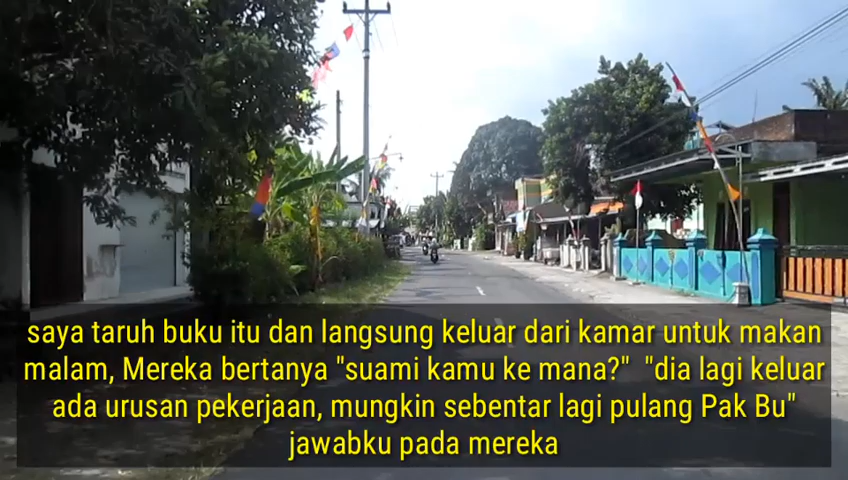 saya taruh buku itu dan langsung keluar dari kamar untuk makan
malam, Mereka bertanya "suami kamu ke mana?" "dia lagi keluar
ada urusan pekerjaan, mungkin sebentar lagi pulang Pak Bu"
jawabku pada mereka